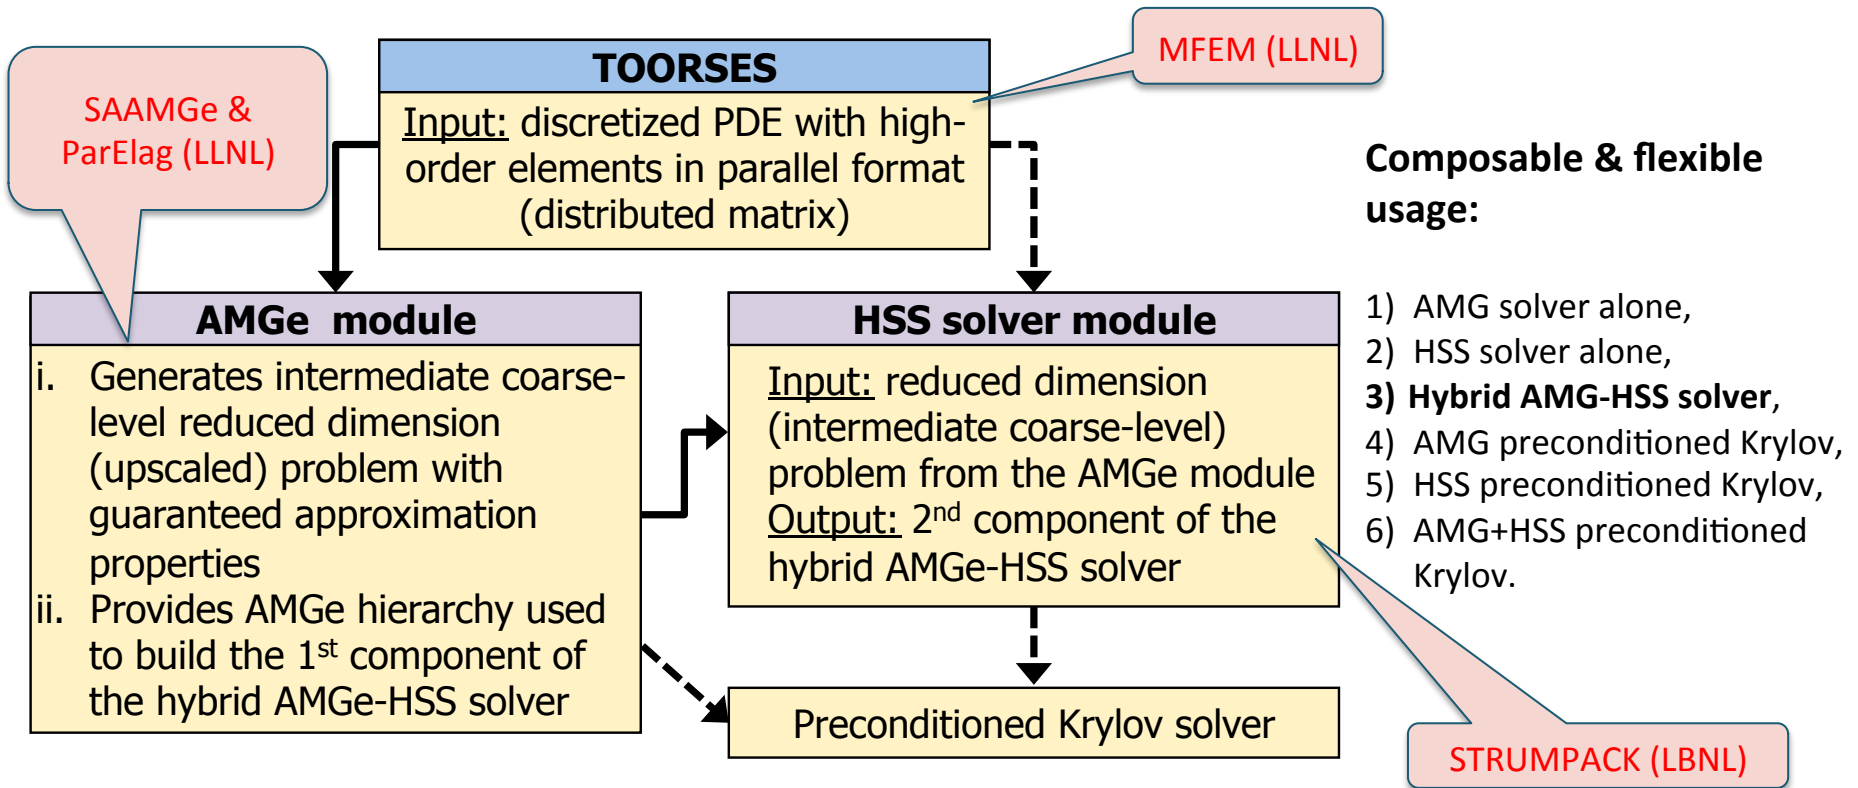 SAAMGe &
ParElag (LLNL)
TOORSES
Input: discretized PDE with high-
order elements in parallel format
(distributed matrix)
MFEM (LLNL)
AMGe module
i. Generates intermediate coarse-
level reduced dimension
(upscaled) problem with
guaranteed approximation
properties
ii. Provides AMGe hierarchy used
to build the 1st component of
the hybrid AMGe-HSS solver
HSS solver module
Input: reduced dimension
(intermediate coarse-level)
problem from the AMGe module
Output: 2nd component of the
hybrid AMGe-HSS solver
Preconditioned Krylov solver
Composable & flexible
usage:
1) AMG solver alone,
2) HSS solver alone,
3) Hybrid AMG-HSS solver,
4) AMG preconditioned Krylov,
5) HSS preconditioned Krylov,
6) AMG+HSS preconditioned
Krylov.
STRUMPACK (LBNL)